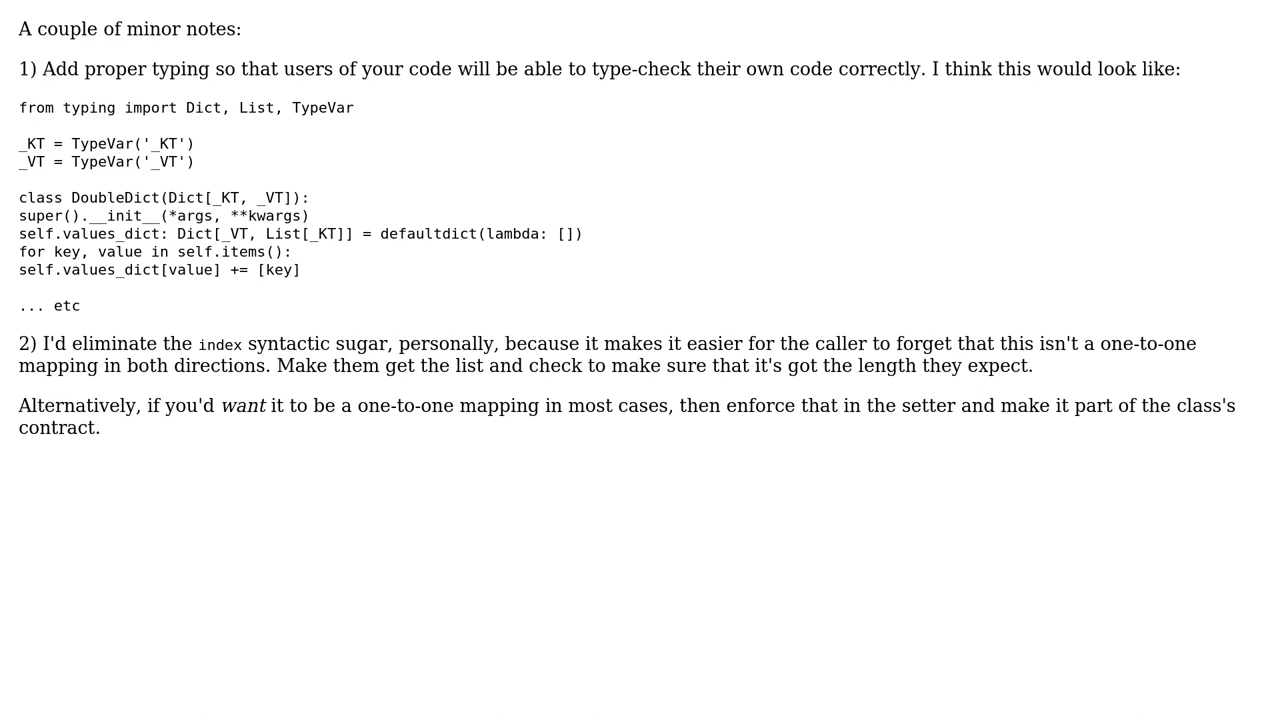 A couple of minor notes:
1) Add proper typing so that users of your code will be able to type-check their own code correctly. I think this would look like:
from typing import Dict, List, TypeVar
_KT = TypeVar('_KT')
_VT = TypeVar('_VT')
class DoubleDict(Dict[_KT, _VT]):
super().__init__(*args, **kwargs)
self.values_dict: Dict[_VT, List[_KT]] = defaultdict(lambda: [])
for key, value in self.items():
self.values_dict[value] += [key]
... etc
2) I'd eliminate the index syntactic sugar, personally, because it makes it easier for the caller to forget that this isn't a one-to-one
mapping in both directions. Make them get the list and check to make sure that it's got the length they expect.
Alternatively, if you'd want it to be a one-to-one mapping in most cases, then enforce that in the setter and make it part of the class's
contract.